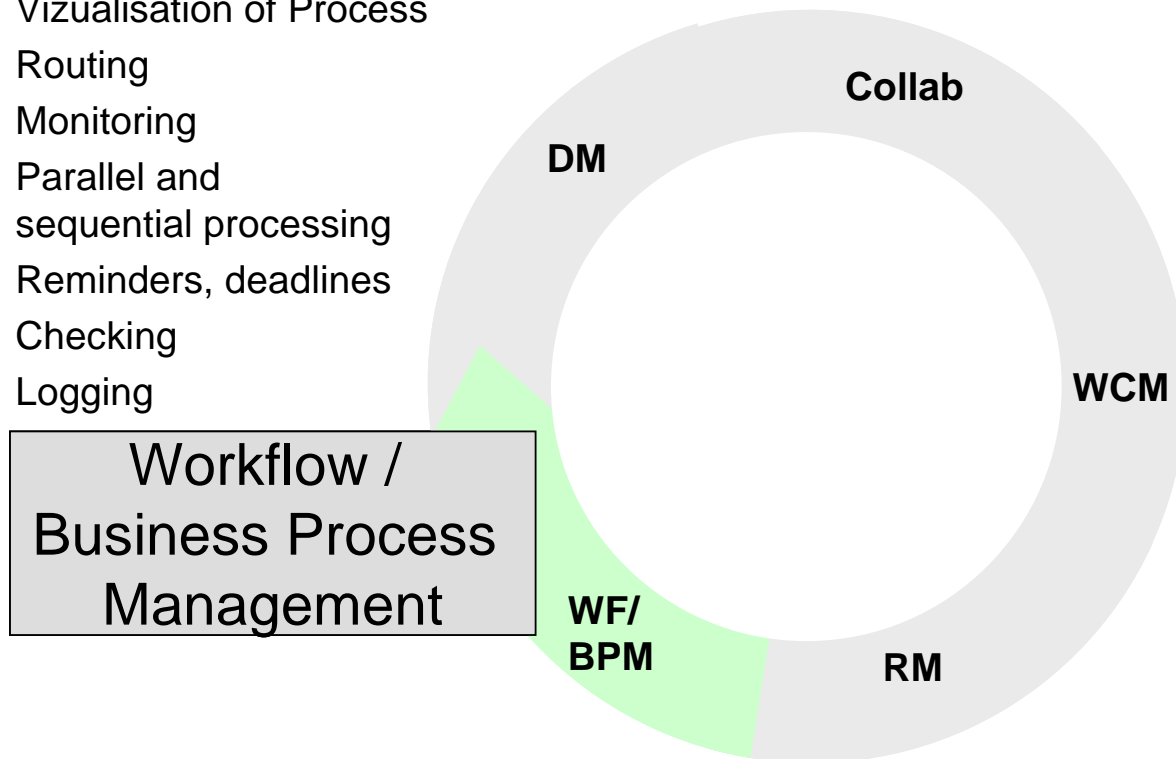 Vizualisation of Process
Routing
Monitoring
Parallel and
sequential processing
Reminders, deadlines
Checking
Logging
Workflow /
Business Process
Management
DM
Collab
WCM
RM
WF/
BPM